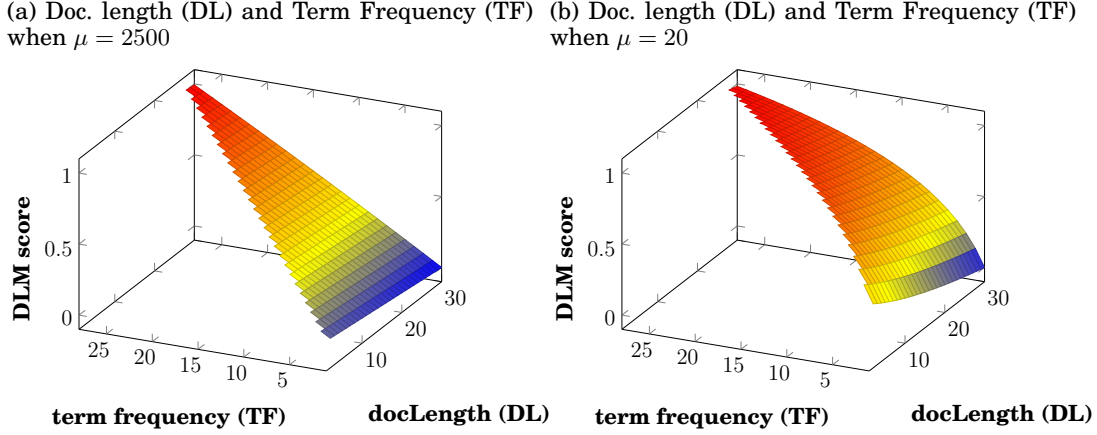 (a) Doc. length (DL) and Term Frequency (TF)
when μ = 2500
1
0.5
0
DLM score
25
20
15
10
5
10
20
30
term frequency (TF)
docLength (DL)
(b) Doc. length (DL) and Term Frequency (TF)
when μ = 20
1
0.5
0
DLM score
25
20
15
10
5
10
20
30
term frequency (TF)
docLength (DL)